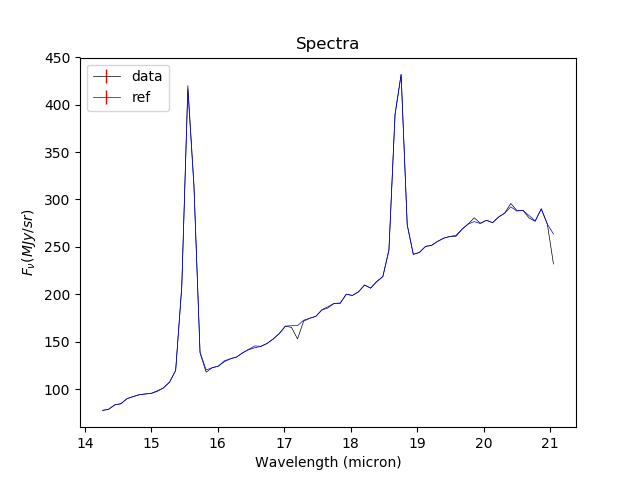 Spectra
data
ref
450
400
350
300
250
200
150
100
F_ν(MJy/sr)
14 15 16 17 18 19 20 21
Wavelength (micron)